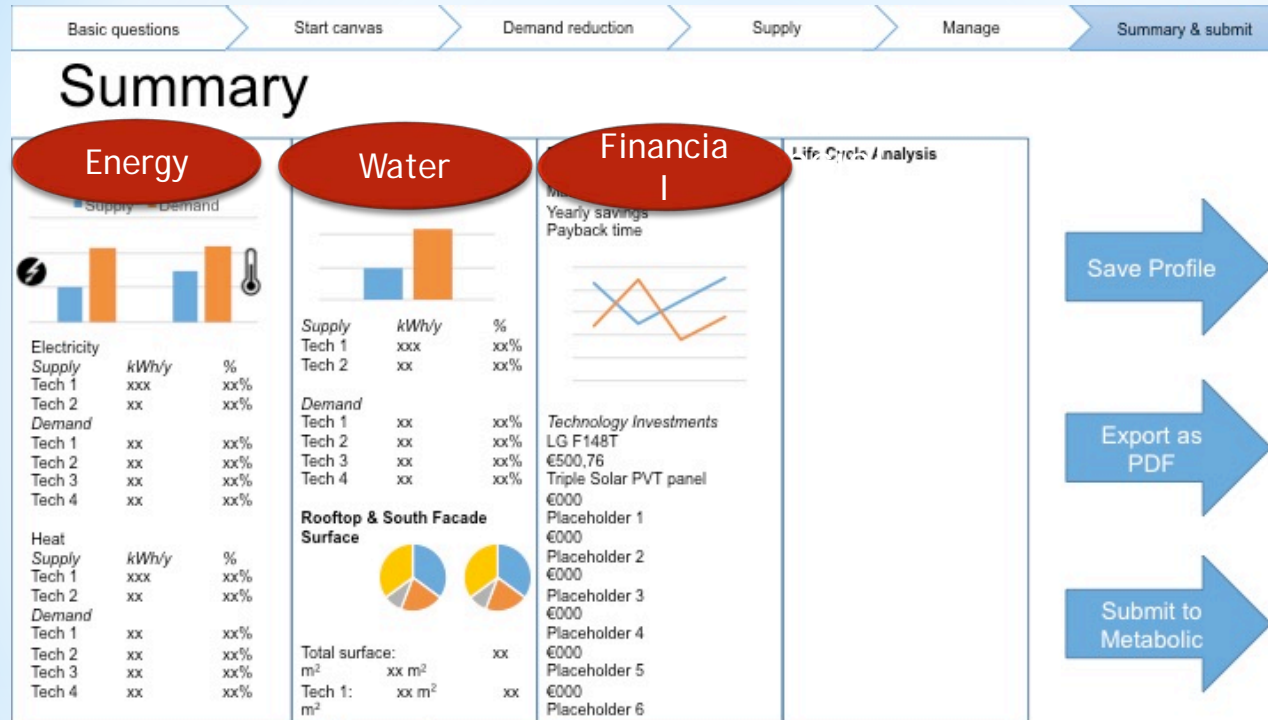 Basic questions
Start canvas
Demand reduction
Supply
Manage
Summary & submit
Summary
Energy
Supply Demand
Electricity
Supply kWh/y %
Tech 1 xxx xx%
Tech 2 xx xx%
Demand
Tech 1 xx xx%
Tech 2 xx xx%
Tech 3 xx xx%
Tech 4 xx xx%
Heat
Supply kWh/y %
Tech 1 xxx xx%
Tech 2 xx xx%
Demand
Tech 1 xx xx%
Tech 2 xx xx%
Tech 3 xx xx%
Tech 4 xx xx%
Water
Supply kWh/y %
Tech 1 xxx xx%
Tech 2 xx xx%
Demand
Tech 1 xx xx%
Tech 2 xx xx%
Tech 3 xx xx%
Tech 4 xx xx%
Rooftop & South Facade
Surface
Total surface: xx
m² xx m²
Tech 1: xx m² xx
m²
Financia
l
Yearly savings
Payback time
Technology Investments
LG F148T
€500,76
Triple Solar PVT panel
€000
Placeholder 1
€000
Placeholder 2
€000
Placeholder 3
€000
Placeholder 4
€000
Placeholder 5
€000
Placeholder 6
Life Cycle Analysis
Save Profile
Export as
PDF
Submit to
Metabolic